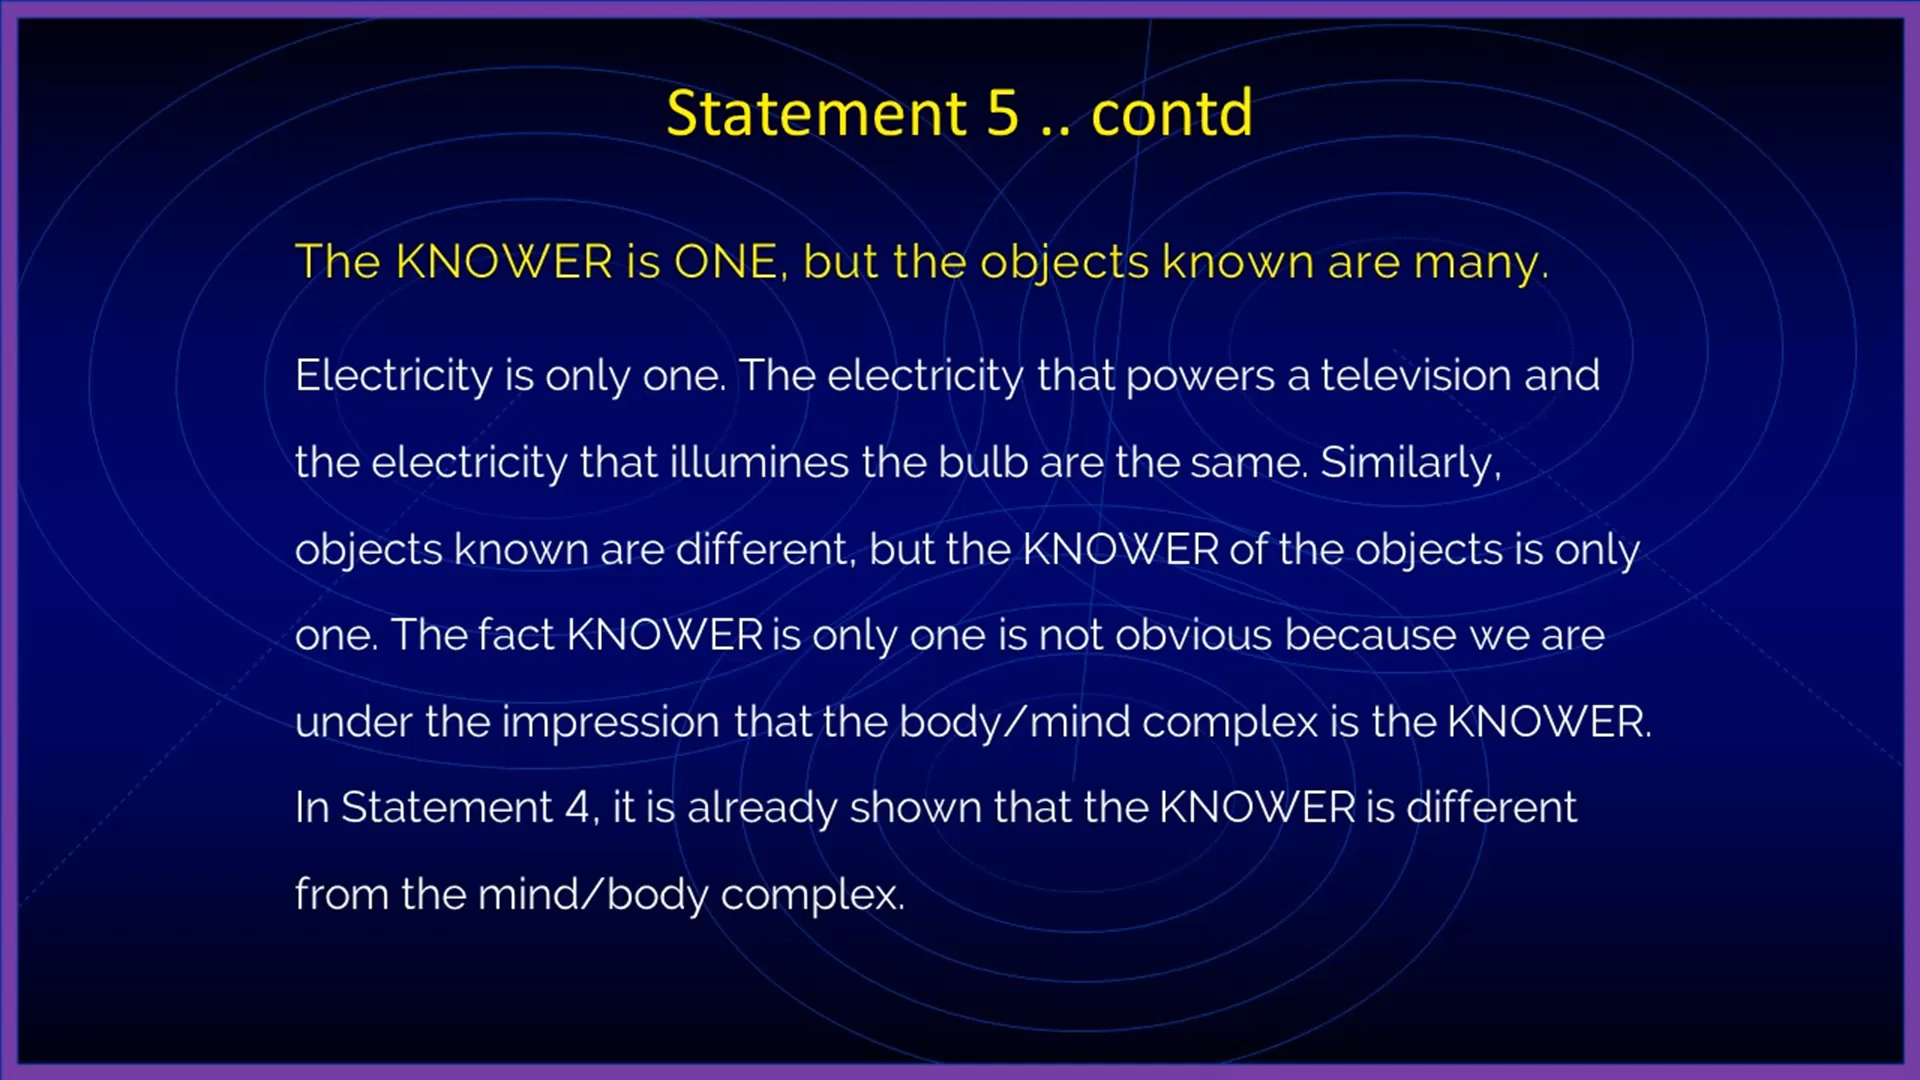 Statement 5 .. contd
The KNOWER is ONE, but the objects known are many.
Electricity is only one. The electricity that powers a television and
the electricity that illumines the bulb are the same. Similarly,
objects known are different, but the KNOWER of the objects is only
one. The fact KNOWER is only one is not obvious because we are
under the impression that the body/mind complex is the KNOWER.
In Statement 4, it is already shown that the KNOWER is different
from the mind/body complex.